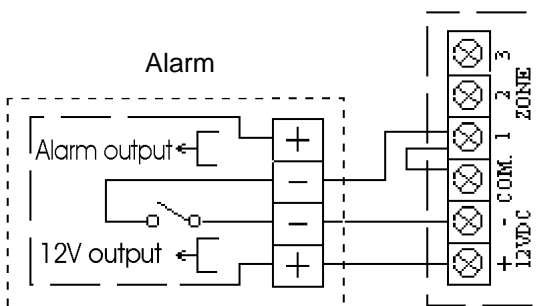 Alarm
Alarm output
12V output
+
−
−
+
3
2
1
ZONE
COM.
-
+
12VDC